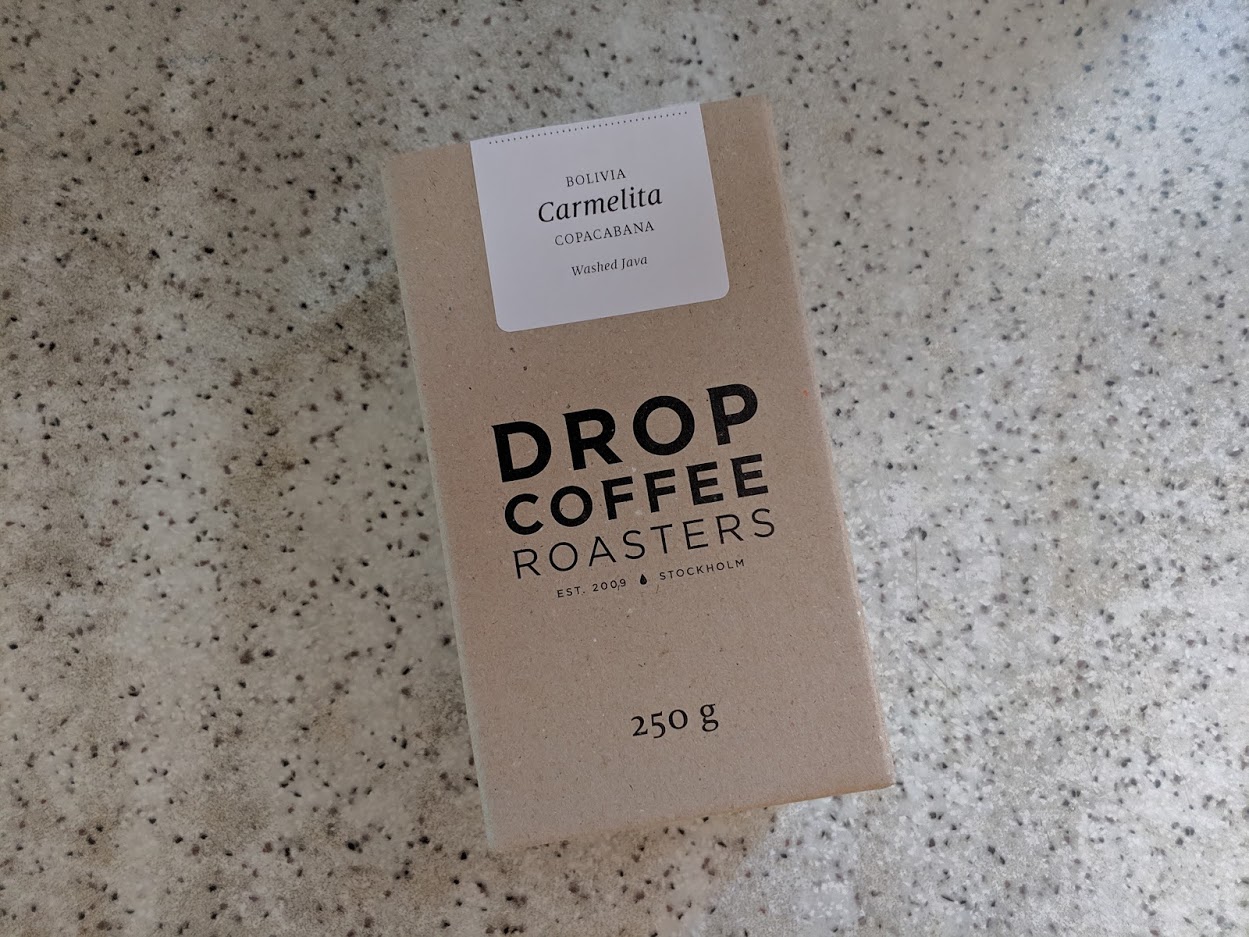 BOLIVIA
Carmelita
COPACABANA
Washed Java
DROP
COFFEE
ROASTERS
EST. 2009 STOCKHOLM
250 g